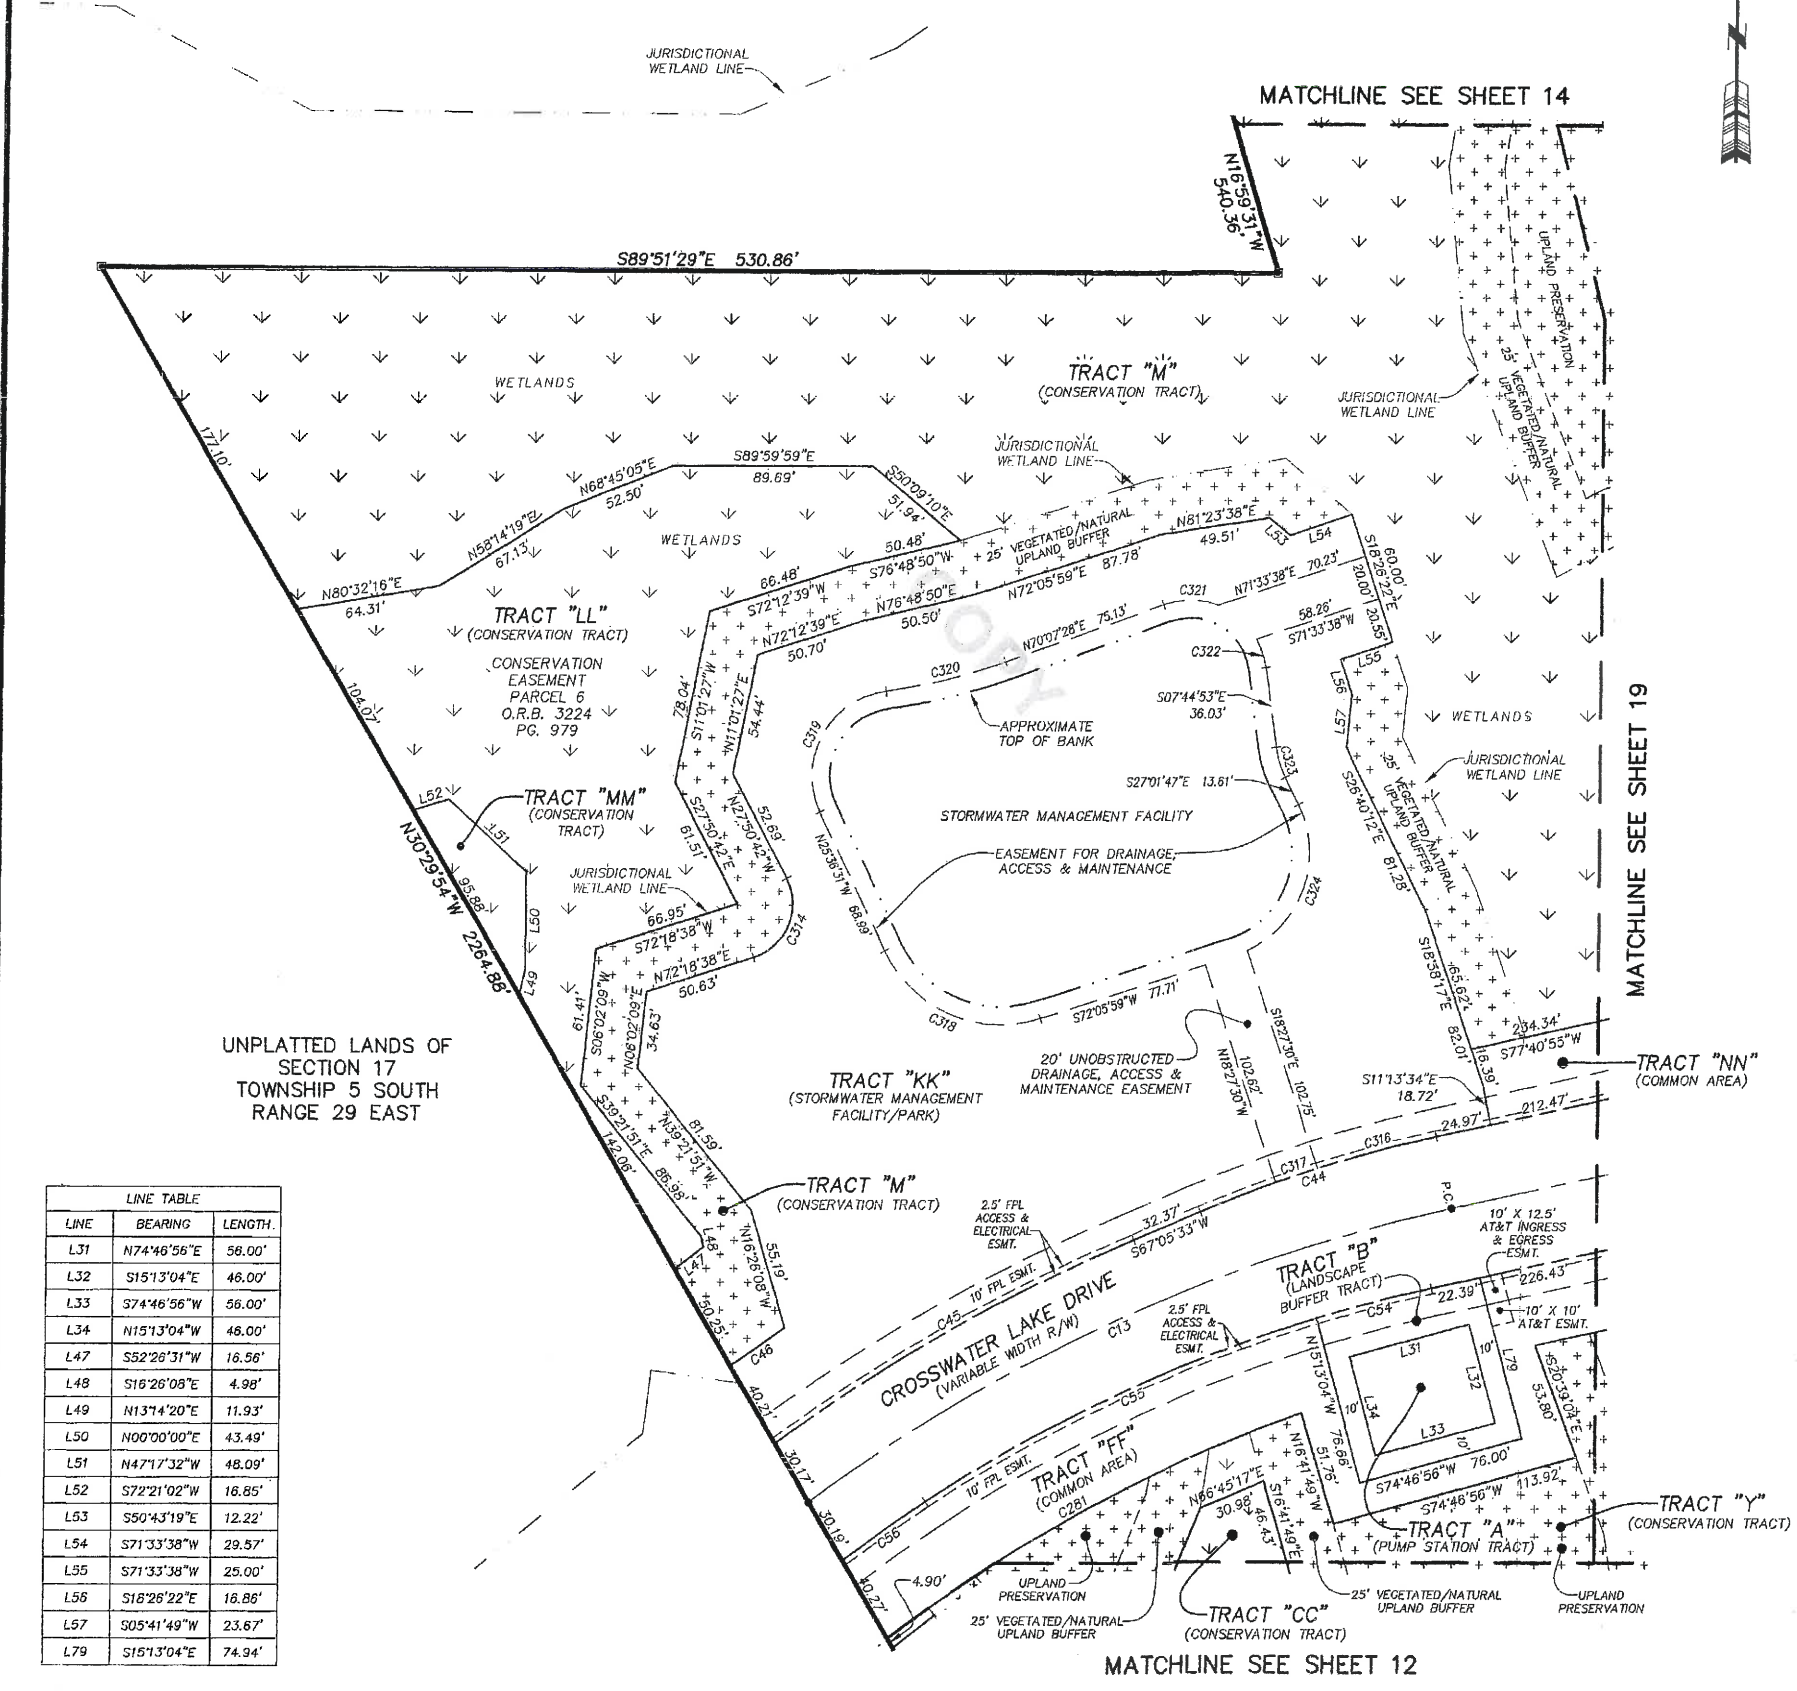 JURISDICTIONAL
WETLAND LINE
MATCHLINE SEE SHEET 14
N16°59'31"W
540.36'
S89°51'29"E 530.86'
UPLAND PRESERVATION
25' VEGETATED/NATURAL
UPLAND BUFFER
WETLANDS
TRACT "M"
(CONSERVATION TRACT)
JURISDICTIONAL
WETLAND LINE
177.10'
JURISDICTIONAL
WETLAND LINE
S89°59'59"E
89.69'
N68°45'05"E
52.50'
S50°09'10"E
51.94'
N58°14'19"E
67.13'
WETLANDS
50.48'
S76°48'50"W
25' VEGETATED/NATURAL
UPLAND BUFFER
N81°23'38"E
49.51'
L53
L54
N80°32'16"E
64.31'
66.48'
S72°12'39"W
N76°48'50"E
50.50'
N72°05'59"E 87.78'
C321
N71°33'38"E 70.23'
60.00'
S18°26'22"E
20.00'
20.55'
TRACT "LL"
(CONSERVATION TRACT)
CONSERVATION
EASEMENT
PARCEL 6
O.R.B. 3224
PG. 979
N72°12'39"E
50.70'
COPY
N70°07'28"E 75.13'
58.26'
S71°33'38"W
C320
C322
L55
L56
L57
104.07'
78.04'
S11°01'27"W
N11°01'27"E
54.44'
C319
APPROXIMATE
TOP OF BANK
S07°44'53"E
36.03'
WETLANDS
MATCHLINE SEE SHEET 19
C323
JURISDICTIONAL
WETLAND LINE
S27°01'47"E 13.61'
L52
TRACT "MM"
(CONSERVATION
TRACT)
L51
STORMWATER MANAGEMENT FACILITY
S26°40'12"E 81.28'
25' VEGETATED/NATURAL
UPLAND BUFFER
52.69'
N27°50'42"W
S27°50'42"E
61.51'
N25°36'31"W 68.99'
EASEMENT FOR DRAINAGE,
ACCESS & MAINTENANCE
JURISDICTIONAL
WETLAND LINE
C324
N30°29'54"W 2264.88'
95.88'
L50
L49
66.95'
S72°18'38"W
C314
N72°18'38"E
50.63'
S18°38'17"E 82.01'
65.62'
16.39'
61.41'
S06°02'09"W
N06°02'09"E
34.63'
C318
S72°05'59"W 77.71'
20' UNOBSTRUCTED
DRAINAGE, ACCESS &
MAINTENANCE EASEMENT
S18°27'30"E 102.75'
102.62'
N18°27'30"W
234.34'
S77°40'55"W
TRACT "NN"
(COMMON AREA)
UNPLATTED LANDS OF
SECTION 17
TOWNSHIP 5 SOUTH
RANGE 29 EAST
TRACT "KK"
(STORMWATER MANAGEMENT
FACILITY/PARK)
S11°13'34"E
18.72'
24.97'
212.47'
C316
C317
C44
S39°21'51"E 86.98'
142.06'
81.59'
N39°21'51"W
TRACT "M"
(CONSERVATION TRACT)
L48
L47
N16°26'08"W
55.19'
2.5' FPL
ACCESS &
ELECTRICAL
ESMT.
32.37'
S67°05'33"W
P.C.
10' X 12.5'
AT&T INGRESS
& EGRESS
ESMT.
TRACT "B"
(LANDSCAPE
BUFFER TRACT)
226.43'
22.39'
C54
10' X 10'
AT&T ESMT.
50.25'
C46
C45
10' FPL ESMT.
CROSSWATER LAKE DRIVE
(VARIABLE WIDTH R/W)
C13
2.5' FPL
ACCESS &
ELECTRICAL
ESMT.
N15°13'04"W
76.66'
L31
10'
L32
L79
L34
10'
L33
10'
S20°39'04"E
53.80'
40.21'
C55
30.17'
10' FPL ESMT.
TRACT "FF"
(COMMON AREA)
C281
N16°41'49"W
51.76'
S74°46'56"W 76.00'
S74°46'56"W 113.92'
N66°45'17"E
30.98'
S16°41'49"E
46.43'
30.19'
C56
40.27'
4.90'
TRACT "A"
(PUMP STATION TRACT)
TRACT "Y"
(CONSERVATION TRACT)
UPLAND
PRESERVATION
25' VEGETATED/NATURAL
UPLAND BUFFER
TRACT "CC"
(CONSERVATION TRACT)
25' VEGETATED/NATURAL
UPLAND BUFFER
UPLAND
PRESERVATION
MATCHLINE SEE SHEET 12
LINE TABLE
LINE BEARING LENGTH
L31 N74°46'56"E 56.00'
L32 S15°13'04"E 46.00'
L33 S74°46'56"W 56.00'
L34 N15°13'04"W 46.00'
L47 S52°26'31"W 16.56'
L48 S16°26'08"E 4.98'
L49 N13°14'20"E 11.93'
L50 N00°00'00"E 43.49'
L51 N47°17'32"W 48.09'
L52 S72°21'02"W 16.85'
L53 S50°43'19"E 12.22'
L54 S71°33'38"W 29.57'
L55 S71°33'38"W 25.00'
L56 S18°26'22"E 16.86'
L57 S05°41'49"W 23.67'
L79 S15°13'04"E 74.94'